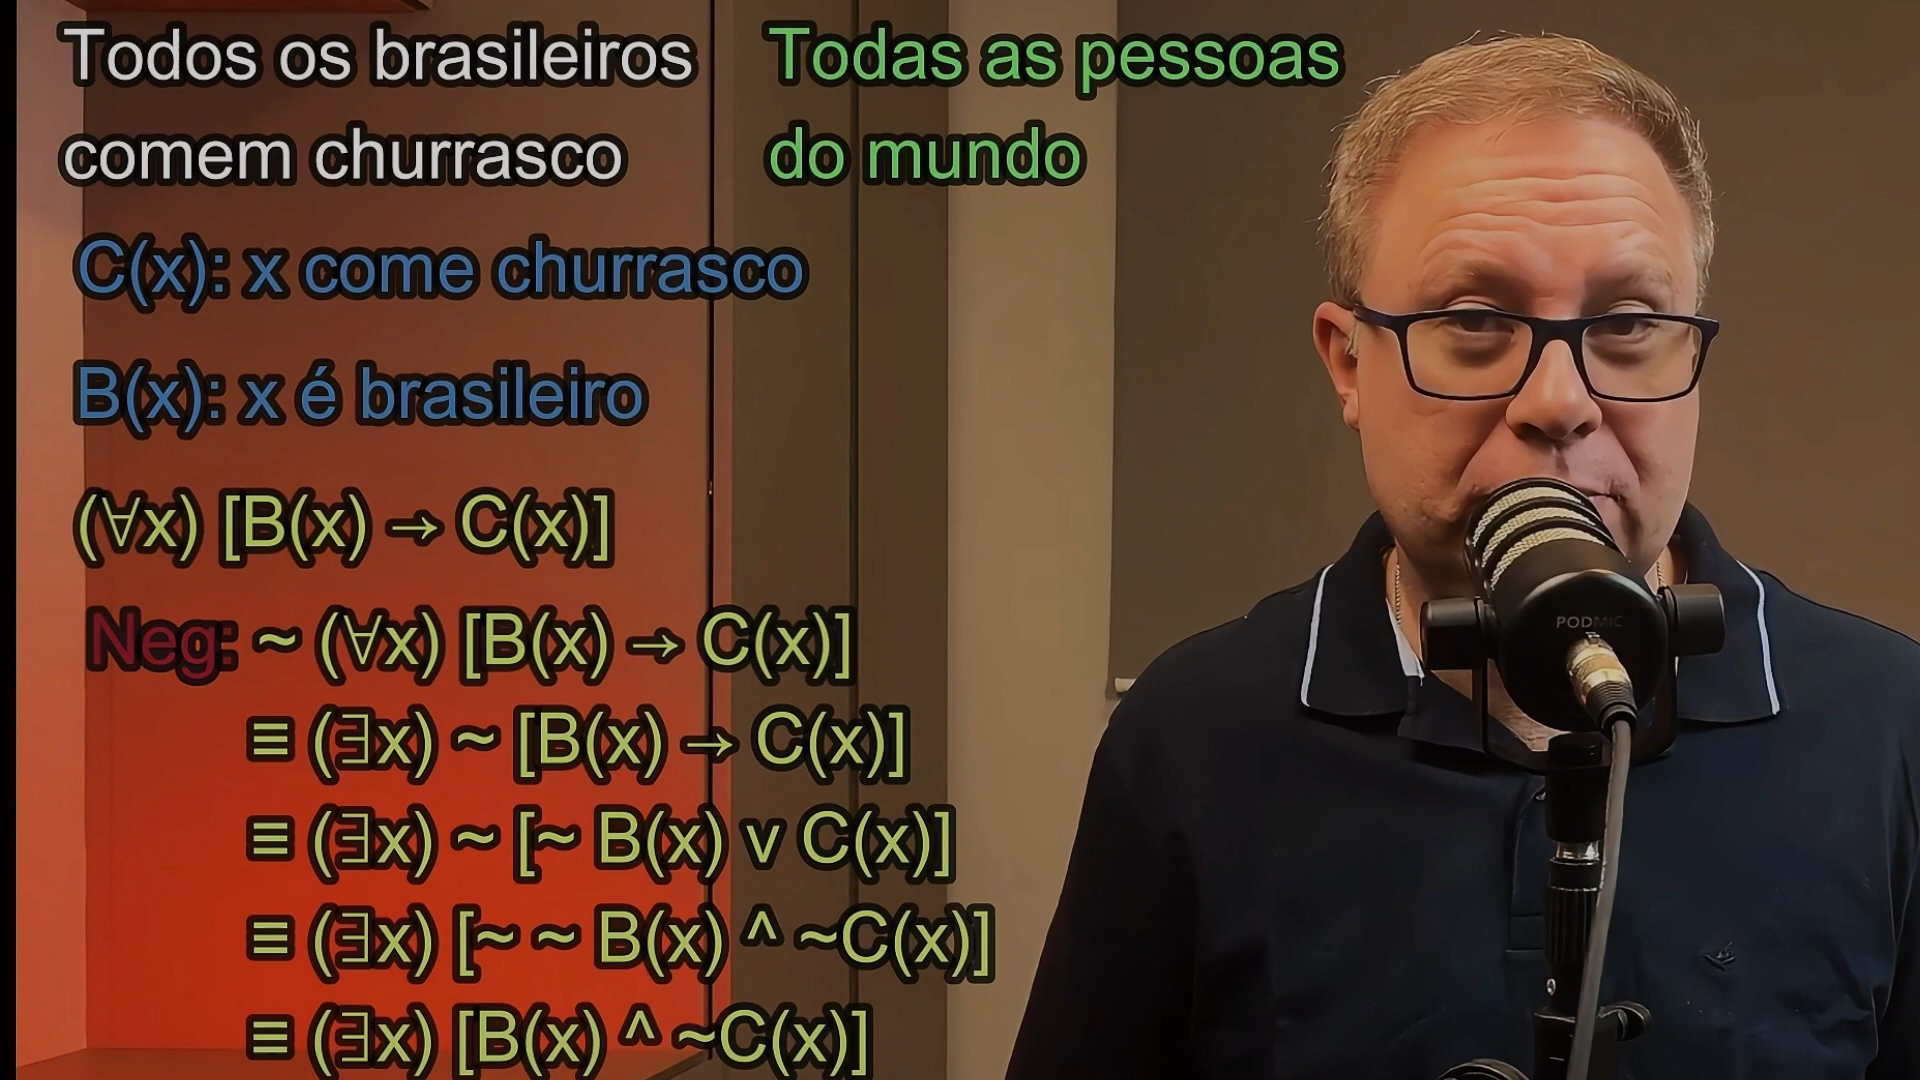 Todos os brasileiros
comem churrasco
Todas as pessoas
do mundo
C(x): x come churrasco
B(x): x é brasileiro
(∀x) [B(x) → C(x)]
Neg: ~ (∀x) [B(x) → C(x)]
≡ (∃x) ~ [B(x) → C(x)]
≡ (∃x) ~ [~ B(x) v C(x)]
≡ (∃x) [~ ~ B(x) ^ ~C(x)]
≡ (∃x) [B(x) ^ ~C(x)]
PODMIC